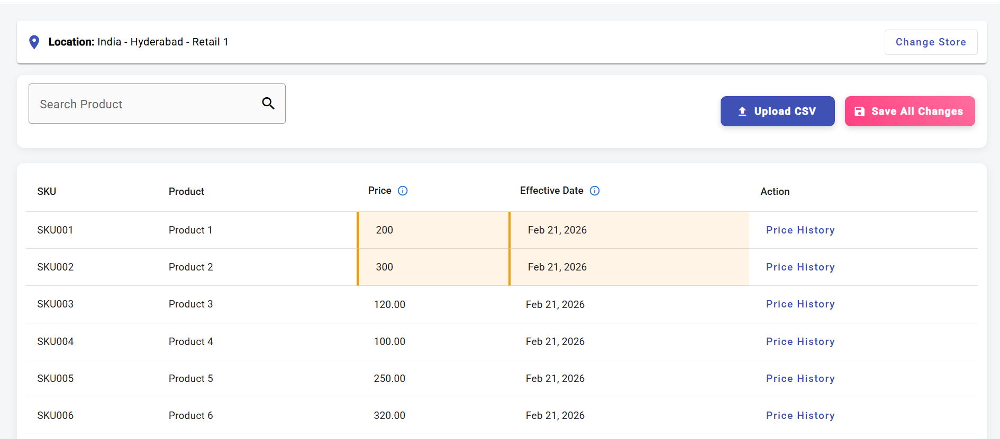 Location: India - Hyderabad - Retail 1
Change Store
Search Product
Upload CSV
Save All Changes
SKU Product Price Effective Date Action
SKU001 Product 1 200 Feb 21, 2026 Price History
SKU002 Product 2 300 Feb 21, 2026 Price History
SKU003 Product 3 120.00 Feb 21, 2026 Price History
SKU004 Product 4 100.00 Feb 21, 2026 Price History
SKU005 Product 5 250.00 Feb 21, 2026 Price History
SKU006 Product 6 320.00 Feb 21, 2026 Price History